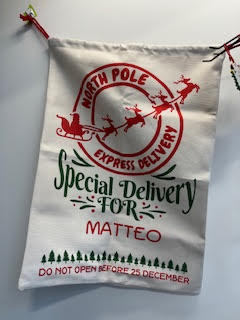 NORTH POLE
EXPRESS DELIVERY
Special Delivery
FOR
MATTEO
DO NOT OPEN BEFORE 25 DECEMBER